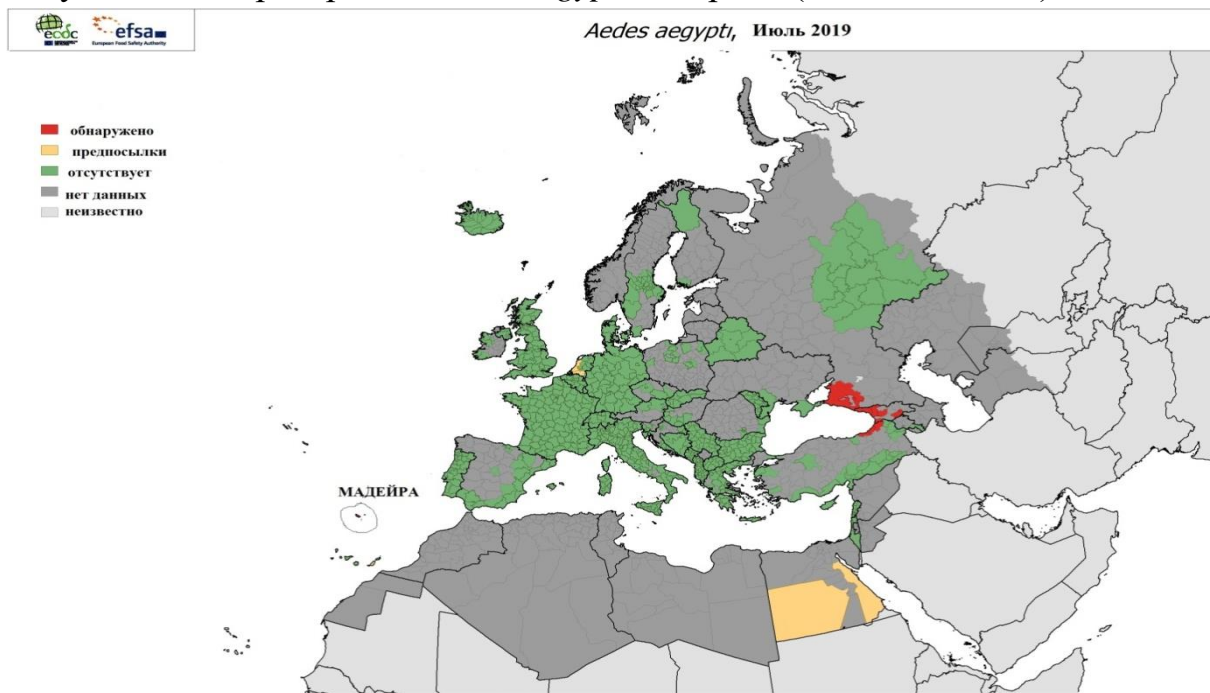 ecdc
efsa
European Food Safety Authority
Aedes aegypti, Июль 2019
обнаружено
предпосылки
отсутствует
нет данных
неизвестно
МАДЕЙРА